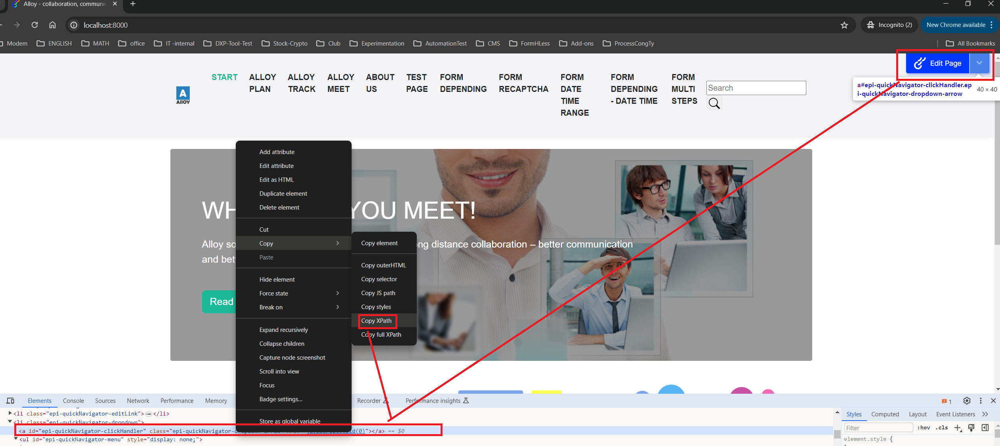 Alloy - collaboration, communic
localhost:8000
Incognito (2)
New Chrome available
Modem
ENGLISH
MATH
office
IT -internal
DXP-Tool-Test
Stock-Crypto
Club
Experimentation
AutomationTest
CMS
FormHLess
Add-ons
ProcessCongTy
All Bookmarks
Edit Page
a#epi-quickNavigator-clickHandler.ep
i-quickNavigator-dropdown-arrow
40 × 40
START
ALLOY
PLAN
ALLOY
TRACK
ALLOY
MEET
ABOUT
US
TEST
PAGE
FORM
DEPENDING
FORM
RECAPTCHA
FORM
DATE
TIME
RANGE
FORM
DEPENDING
- DATE TIME
FORM
MULTI
STEPS
Search
A
AllOY
WH
YOU MEET!
Alloy so
ng distance collaboration – better communication
and bet
Read
Add attribute
Edit attribute
Edit as HTML
Duplicate element
Delete element
Cut
Copy
Paste
Hide element
Force state
Break on
Expand recursively
Collapse children
Capture node screenshot
Scroll into view
Focus
Badge settings...
Store as global variable
Copy element
Copy outerHTML
Copy selector
Copy JS path
Copy styles
Copy XPath
Copy full XPath
Elements
Console
Sources
Network
Performance
Memory
Recorder
Performance insights
1
<li class="epi-quickNavigator-editLink">…</li>
<li class="epi-quickNavigator-dropdown">
<a id="epi-quickNavigator-clickHandler" class="epi-quickNavigator-dropdown-arrow" href="javascript:void(0)"></a> == $0
<ul id="epi-quickNavigator-menu" style="display: none;">
Styles
Computed
Layout
Event Listeners
Filter
:hov
.cls
element.style {